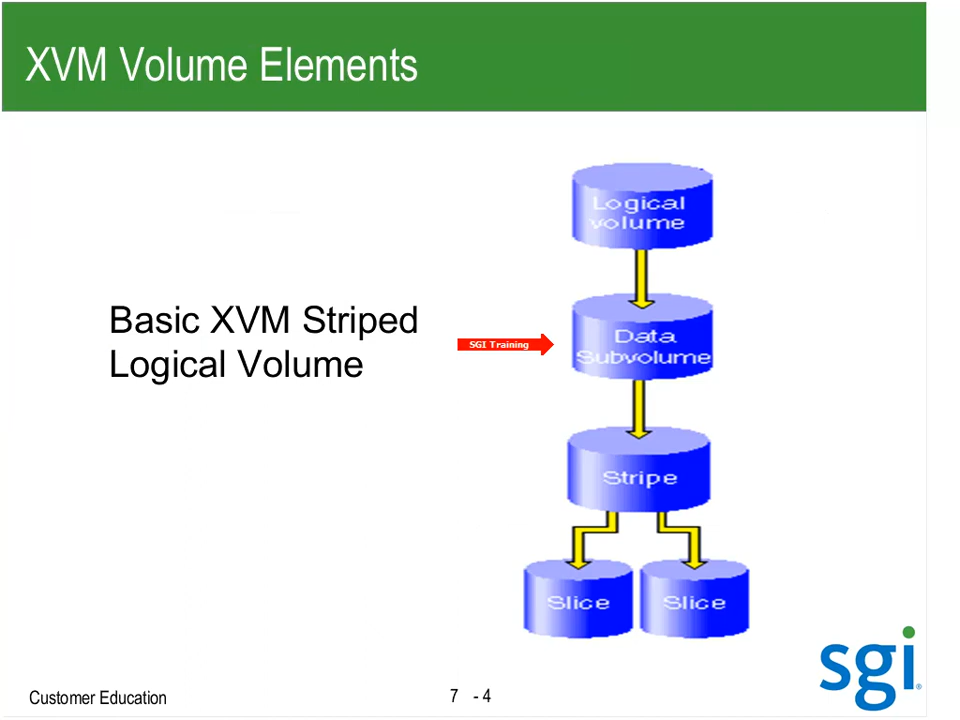 XVM Volume Elements
Logical
volume
Basic XVM Striped
Logical Volume
SGI Training
Data
Subvolume
Stripe
Slice
Slice
sgi
Customer Education
7 - 4